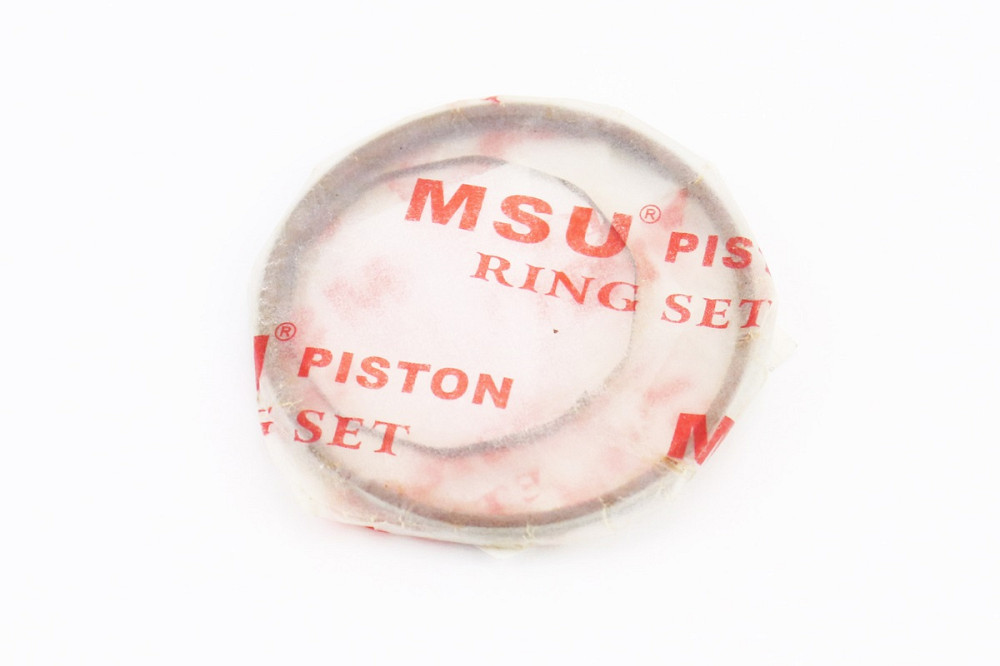 MSU® PIS
RING SET
® PISTON
G SET
M